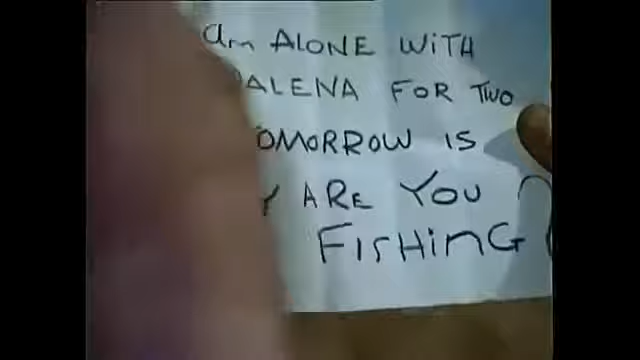 am ALONE WITH
ALENA FOR TWO
OMORROW IS
Y ARE YOU
FISHING